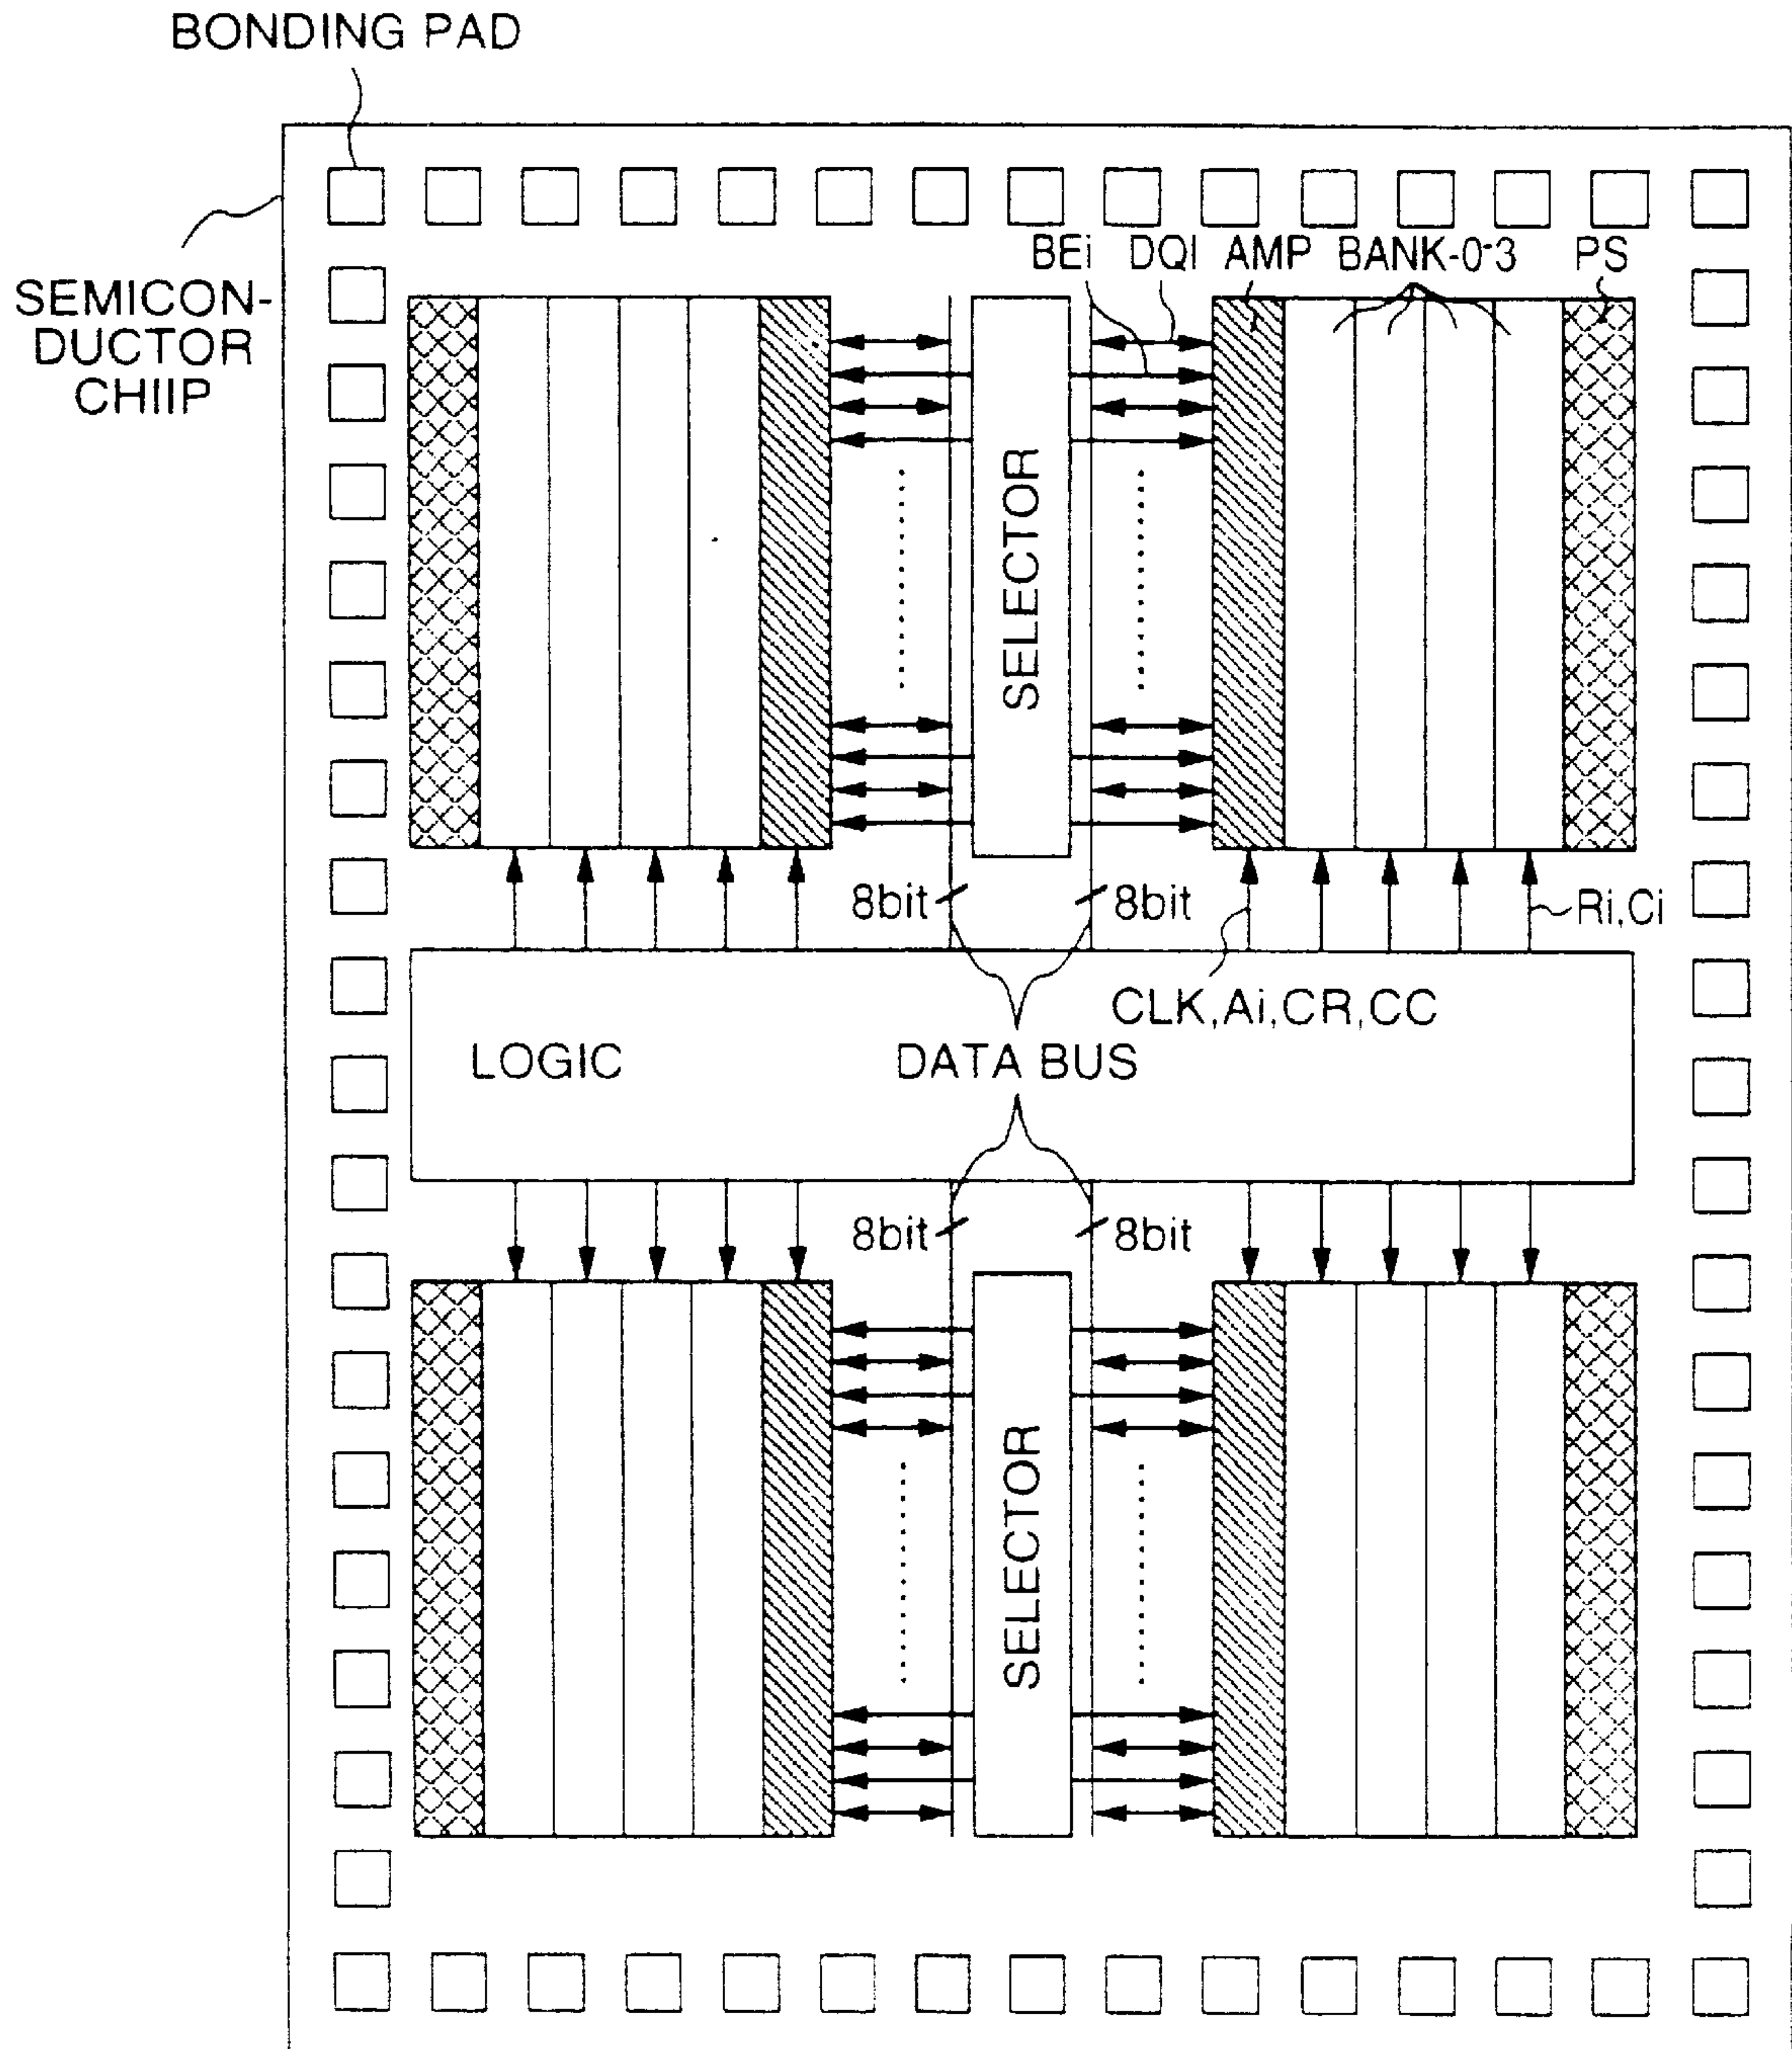 BONDING PAD
SEMICON-
DUCTOR
CHIIP
BEi DQI AMP BANK-0-3 PS
SELECTOR
8bit 8bit
Ri,Ci
CLK,Ai,CR,CC
LOGIC
DATA BUS
8bit 8bit
SELECTOR